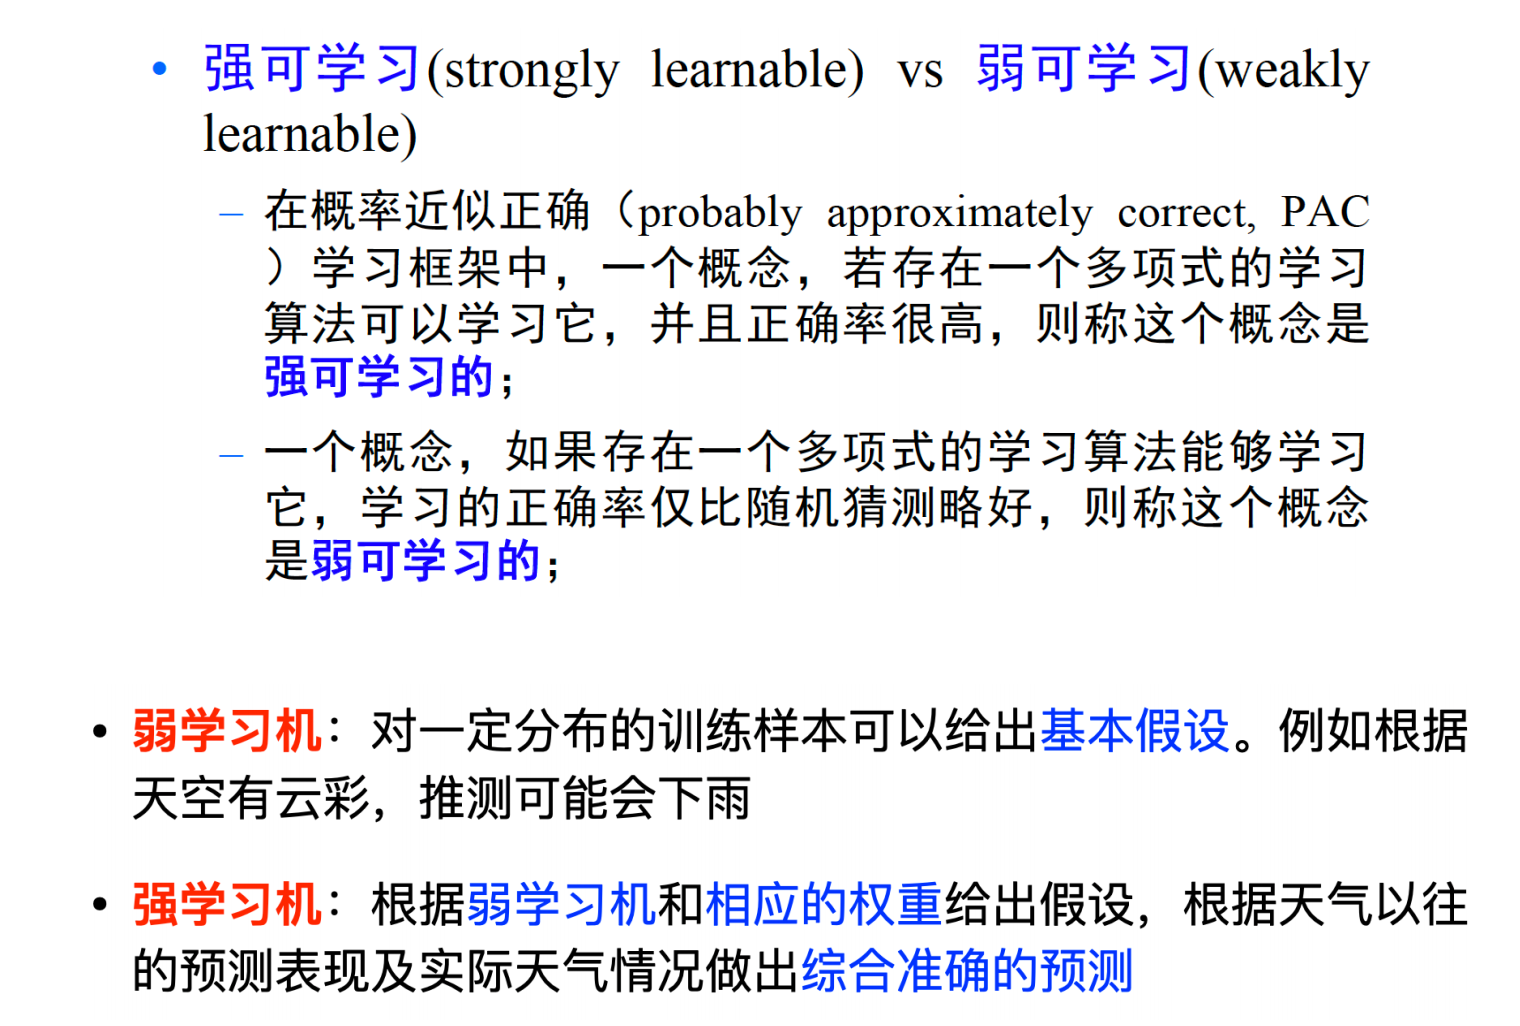 • 强可学习(strongly learnable) vs 弱可学习(weakly
learnable)
– 在概率近似正确（probably approximately correct, PAC
）学习框架中，一个概念，若存在一个多项式的学习
算法可以学习它，并且正确率很高，则称这个概念是
强可学习的；
– 一个概念，如果存在一个多项式的学习算法能够学习
它，学习的正确率仅比随机猜测略好，则称这个概念
是弱可学习的；
• 弱学习机：对一定分布的训练样本可以给出基本假设。例如根据
天空有云彩，推测可能会下雨
• 强学习机：根据弱学习机和相应的权重给出假设，根据天气以往
的预测表现及实际天气情况做出综合准确的预测